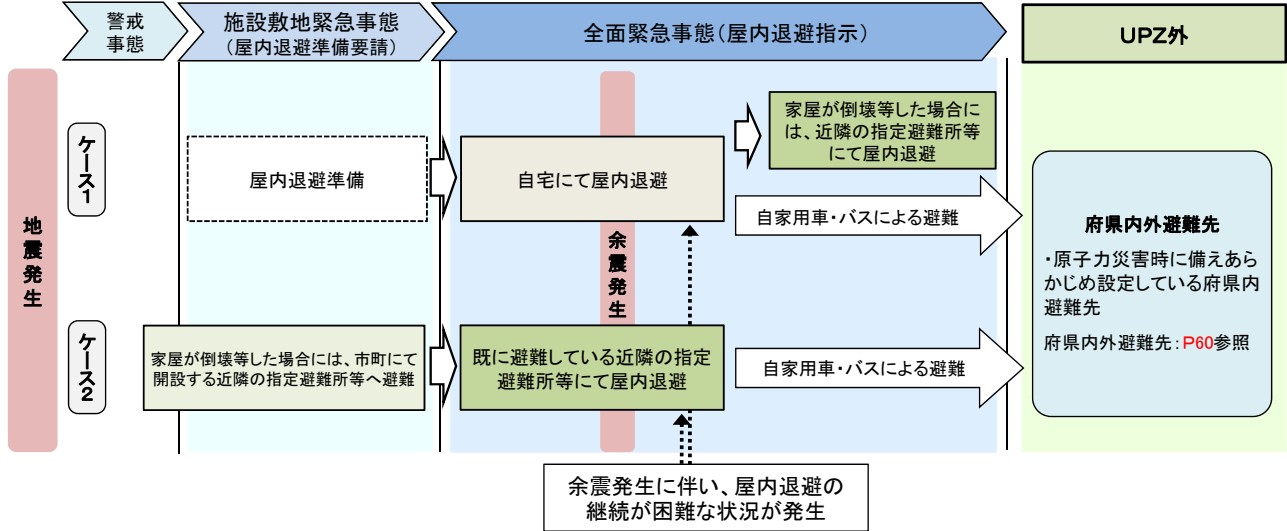 警戒
事態
施設敷地緊急事態
(屋内退避準備要請)
全面緊急事態(屋内退避指示)
UPZ外
地震発生
ケース1
屋内退避準備
自宅にて屋内退避
家屋が倒壊等した場合に
は、近隣の指定避難所等
にて屋内退避
自家用車・バスによる避難
余震発生
府県内外避難先
・原子力災害時に備えあら
かじめ設定している府県内
避難先
府県内外避難先:P60参照
ケース2
家屋が倒壊等した場合には、市町にて
開設する近隣の指定避難所等へ避難
既に避難している近隣の指定
避難所等にて屋内退避
自家用車・バスによる避難
余震発生に伴い、屋内退避の
継続が困難な状況が発生